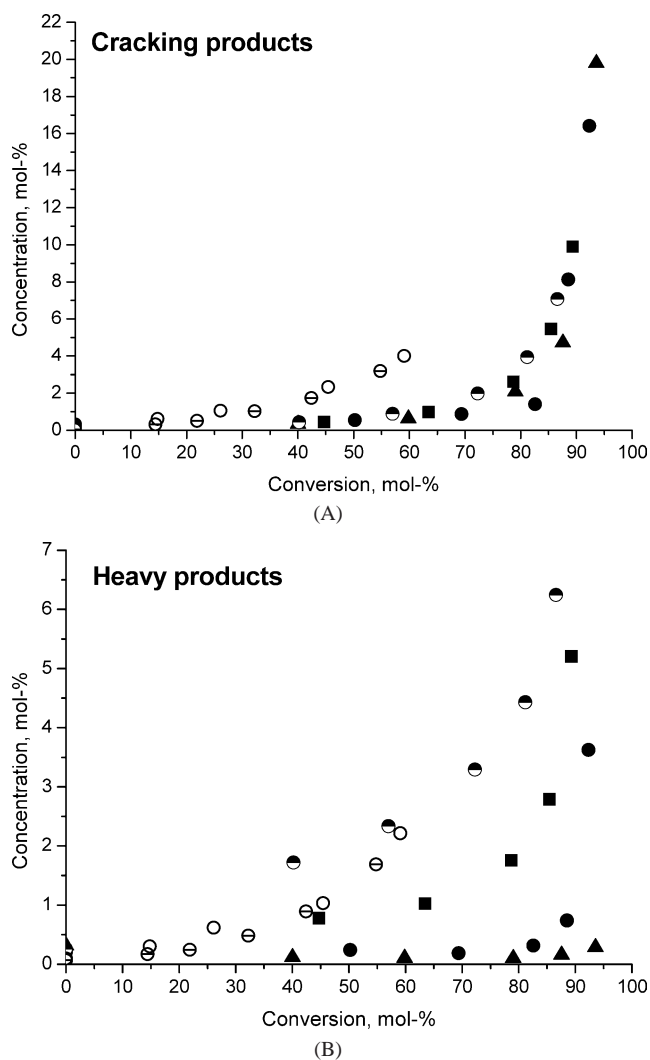 Cracking products
Concentration, mol-%
22
20
18
16
14
12
10
8
6
4
2
0
0 10 20 30 40 50 60 70 80 90 100
Conversion, mol-%
(A)
Heavy products
Concentration, mol-%
7
6
5
4
3
2
1
0
0 10 20 30 40 50 60 70 80 90 100
Conversion, mol-%
(B)